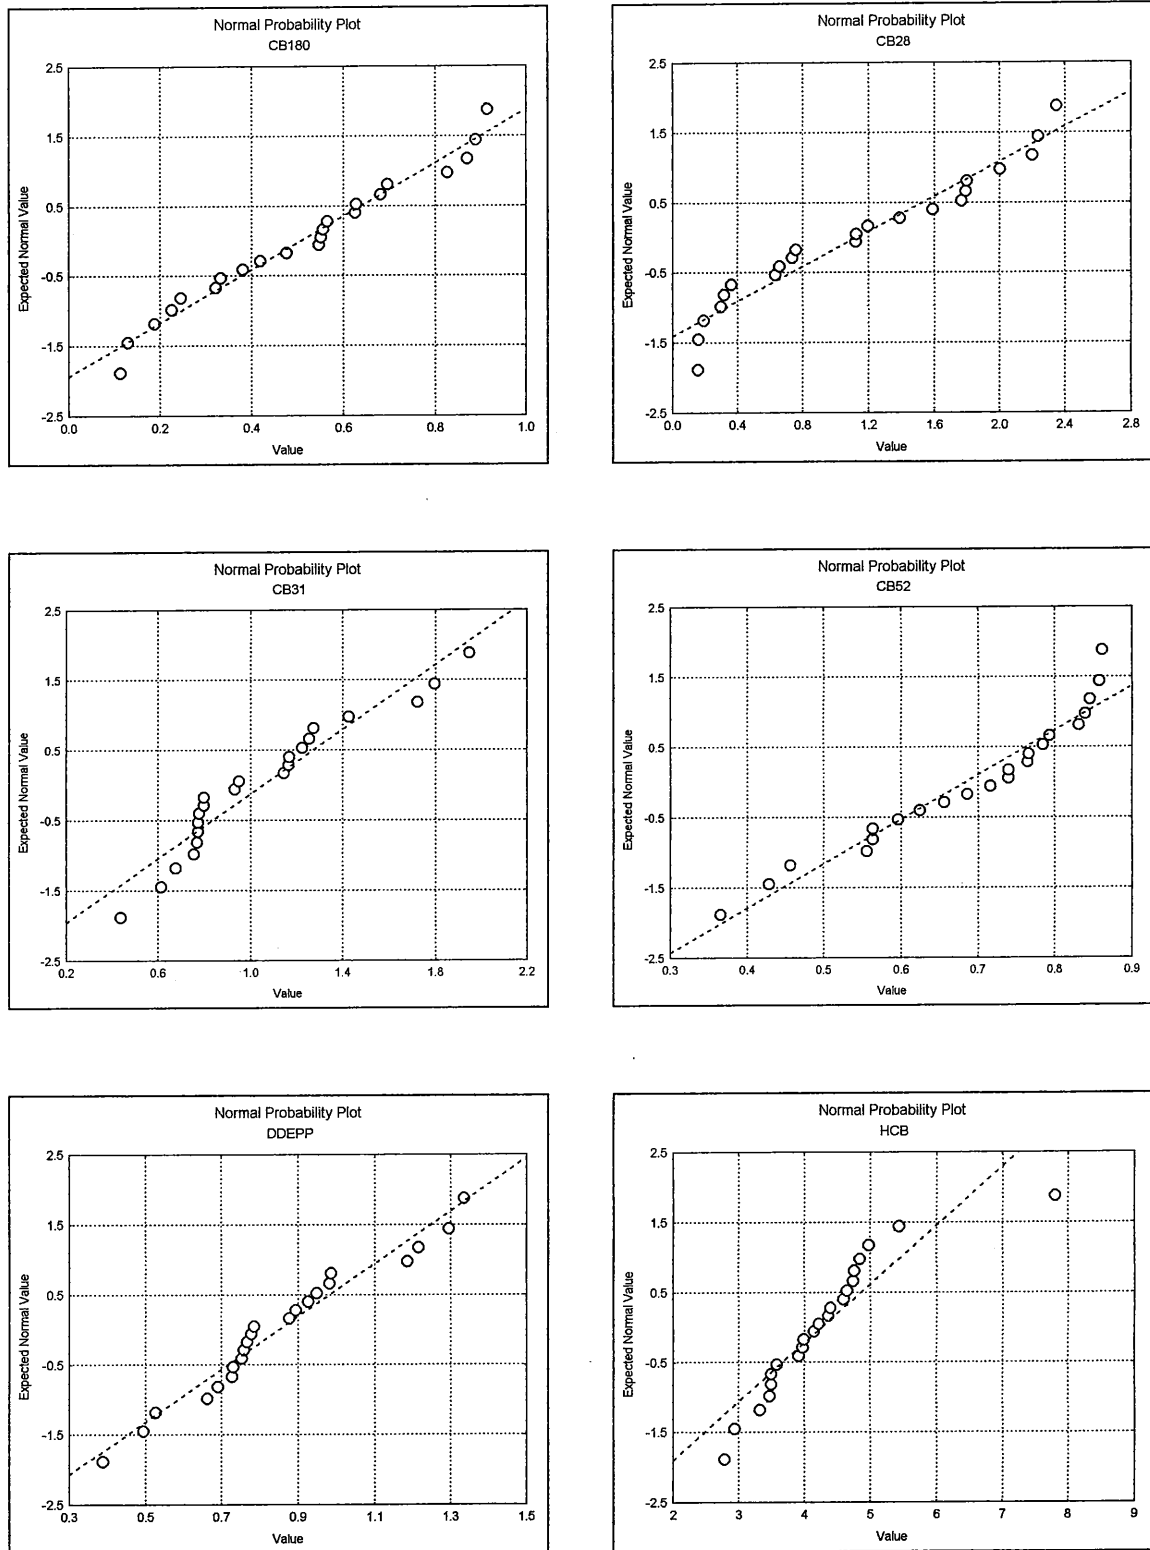 Normal Probability Plot
CB180
Expected Normal Value
2.5
1.5
0.5
-0.5
-1.5
-2.5
0.0 0.2 0.4 0.6 0.8 1.0
Value
Normal Probability Plot
CB28
Expected Normal Value
2.5
1.5
0.5
-0.5
-1.5
-2.5
0.0 0.4 0.8 1.2 1.6 2.0 2.4 2.8
Value
Normal Probability Plot
CB31
Expected Normal Value
2.5
1.5
0.5
-0.5
-1.5
-2.5
0.2 0.6 1.0 1.4 1.8 2.2
Value
Normal Probability Plot
CB52
Expected Normal Value
2.5
1.5
0.5
-0.5
-1.5
-2.5
0.3 0.4 0.5 0.6 0.7 0.8 0.9
Value
Normal Probability Plot
DDEPP
Expected Normal Value
2.5
1.5
0.5
-0.5
-1.5
-2.5
0.3 0.5 0.7 0.9 1.1 1.3 1.5
Value
Normal Probability Plot
HCB
Expected Normal Value
2.5
1.5
0.5
-0.5
-1.5
-2.5
2 3 4 5 6 7 8 9
Value